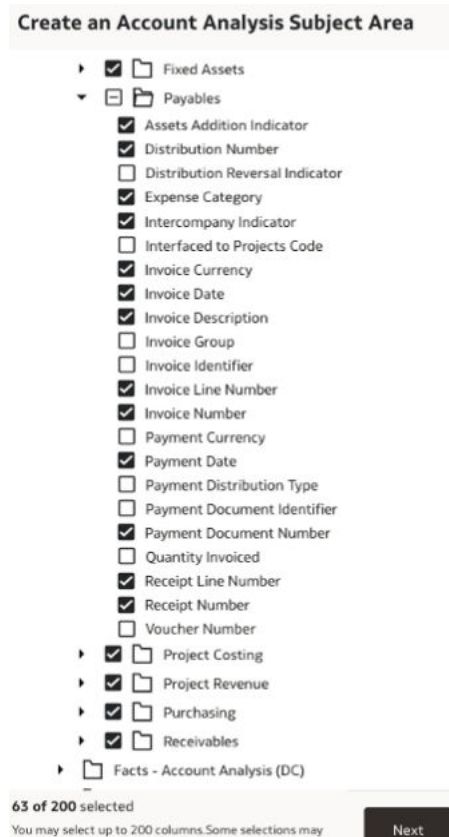 Create an Account Analysis Subject Area
Fixed Assets
Payables
Assets Addition Indicator
Distribution Number
Distribution Reversal Indicator
Expense Category
Intercompany Indicator
Interfaced to Projects Code
Invoice Currency
Invoice Date
Invoice Description
Invoice Group
Invoice Identifier
Invoice Line Number
Invoice Number
Payment Currency
Payment Date
Payment Distribution Type
Payment Document Identifier
Payment Document Number
Quantity Invoiced
Receipt Line Number
Receipt Number
Voucher Number
Project Costing
Project Revenue
Purchasing
Receivables
Facts - Account Analysis (DC)
63 of 200 selected
You may select up to 200 columns.Some selections may
Next